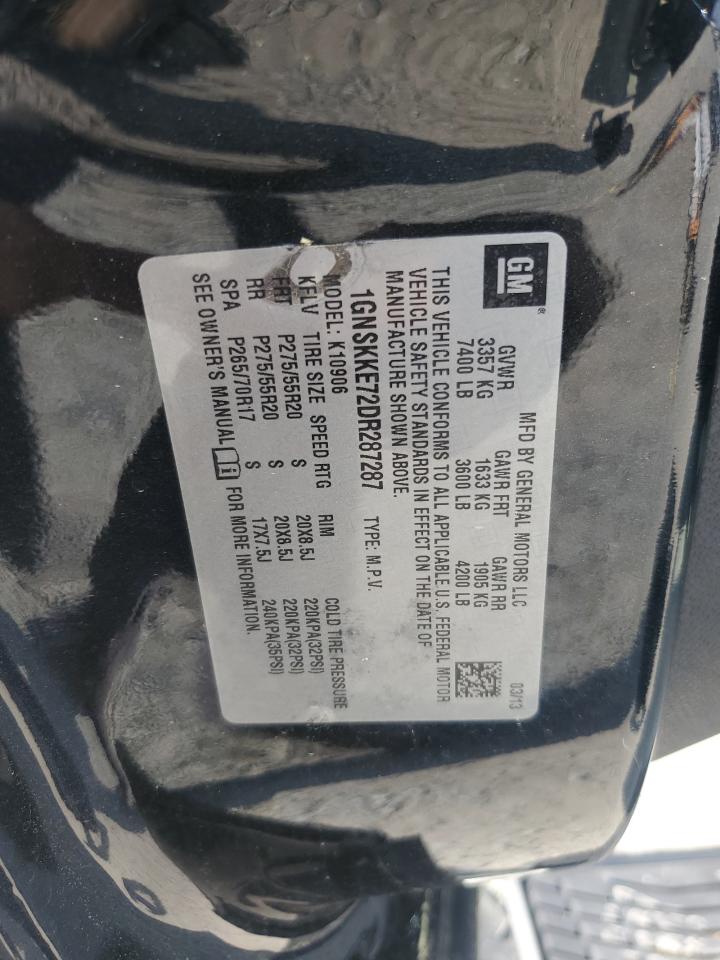 GM®
MFD BY GENERAL MOTORS LLC 03/13
GVWR GAWR FRT GAWR RR
3357 KG 1633 KG 1905 KG
7400 LB 3600 LB 4200 LB
THIS VEHICLE CONFORMS TO ALL APPLICABLE U.S. FEDERAL MOTOR
VEHICLE SAFETY STANDARDS IN EFFECT ON THE DATE OF
MANUFACTURE SHOWN ABOVE.
1GNSKKE72DR287287 TYPE: M.P.V.
MODEL: K10906
KELV TIRE SIZE SPEED RTG RIM COLD TIRE PRESSURE
FRT P275/55R20 S 20X8.5J 220KPA(32PSI)
RR P275/55R20 S 20X8.5J 220KPA(32PSI)
SPA P265/70R17 S 17X7.5J 240KPA(35PSI)
SEE OWNER'S MANUAL FOR MORE INFORMATION.